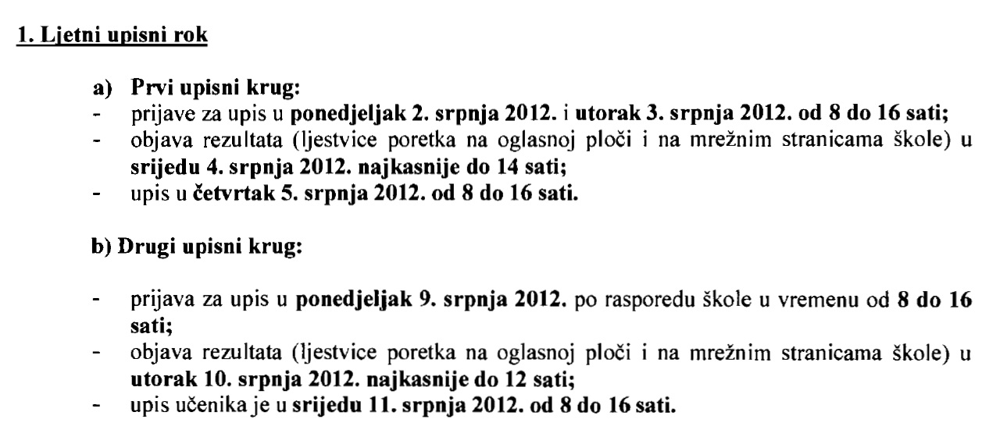 1. Ljetni upisni rok
a) Prvi upisni krug:
- prijave za upis u ponedjeljak 2. srpnja 2012. i utorak 3. srpnja 2012. od 8 do 16 sati;
- objava rezultata (ljestvice poretka na oglasnoj ploči i na mrežnim stranicama škole) u
srijedu 4. srpnja 2012. najkasnije do 14 sati;
- upis u četvrtak 5. srpnja 2012. od 8 do 16 sati.
b) Drugi upisni krug:
- prijava za upis u ponedjeljak 9. srpnja 2012. po rasporedu škole u vremenu od 8 do 16
sati;
- objava rezultata (ljestvice poretka na oglasnoj ploči i na mrežnim stranicama škole) u
utorak 10. srpnja 2012. najkasnije do 12 sati;
- upis učenika je u srijedu 11. srpnja 2012. od 8 do 16 sati.